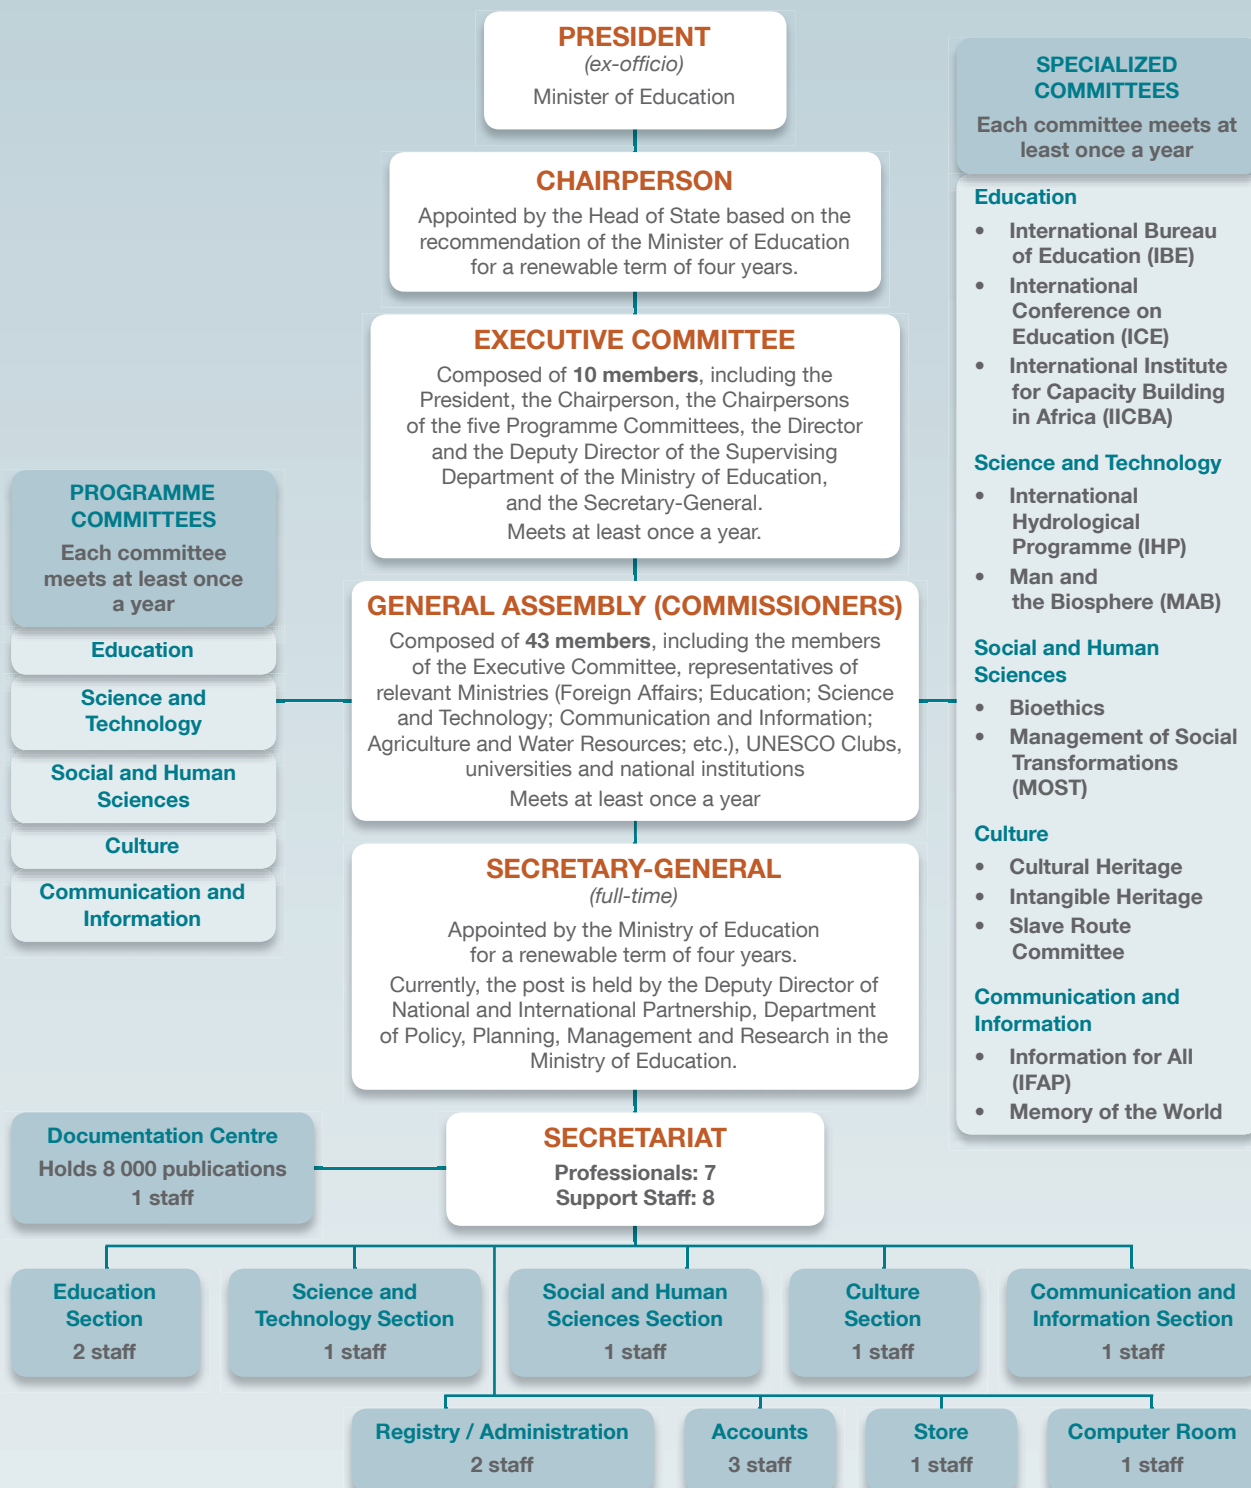 PRESIDENT
(ex-officio)
Minister of Education
CHAIRPERSON
Appointed by the Head of State based on the
recommendation of the Minister of Education
for a renewable term of four years.
EXECUTIVE COMMITTEE
Composed of 10 members, including the
President, the Chairperson, the Chairpersons
of the five Programme Committees, the Director
and the Deputy Director of the Supervising
Department of the Ministry of Education,
and the Secretary-General.
Meets at least once a year.
GENERAL ASSEMBLY (COMMISSIONERS)
Composed of 43 members, including the members
of the Executive Committee, representatives of
relevant Ministries (Foreign Affairs; Education; Science
and Technology; Communication and Information;
Agriculture and Water Resources; etc.), UNESCO Clubs,
universities and national institutions
Meets at least once a year
SECRETARY-GENERAL
(full-time)
Appointed by the Ministry of Education
for a renewable term of four years.
Currently, the post is held by the Deputy Director of
National and International Partnership, Department
of Policy, Planning, Management and Research in the
Ministry of Education.
PROGRAMME
COMMITTEES
Each committee
meets at least once
a year
Education
Science and
Technology
Social and Human
Sciences
Culture
Communication and
Information
SPECIALIZED
COMMITTEES
Each committee meets at
least once a year
Education
• International Bureau
of Education (IBE)
• International
Conference on
Education (ICE)
• International Institute
for Capacity Building
in Africa (IICBA)
Science and Technology
• International
Hydrological
Programme (IHP)
• Man and
the Biosphere (MAB)
Social and Human
Sciences
• Bioethics
• Management of Social
Transformations
(MOST)
Culture
• Cultural Heritage
• Intangible Heritage
• Slave Route
Committee
Communication and
Information
• Information for All
(IFAP)
• Memory of the World
Documentation Centre
Holds 8 000 publications
1 staff
SECRETARIAT
Professionals: 7
Support Staff: 8
Education
Section
2 staff
Science and
Technology Section
1 staff
Social and Human
Sciences Section
1 staff
Culture
Section
1 staff
Communication and
Information Section
1 staff
Registry / Administration
2 staff
Accounts
3 staff
Store
1 staff
Computer Room
1 staff